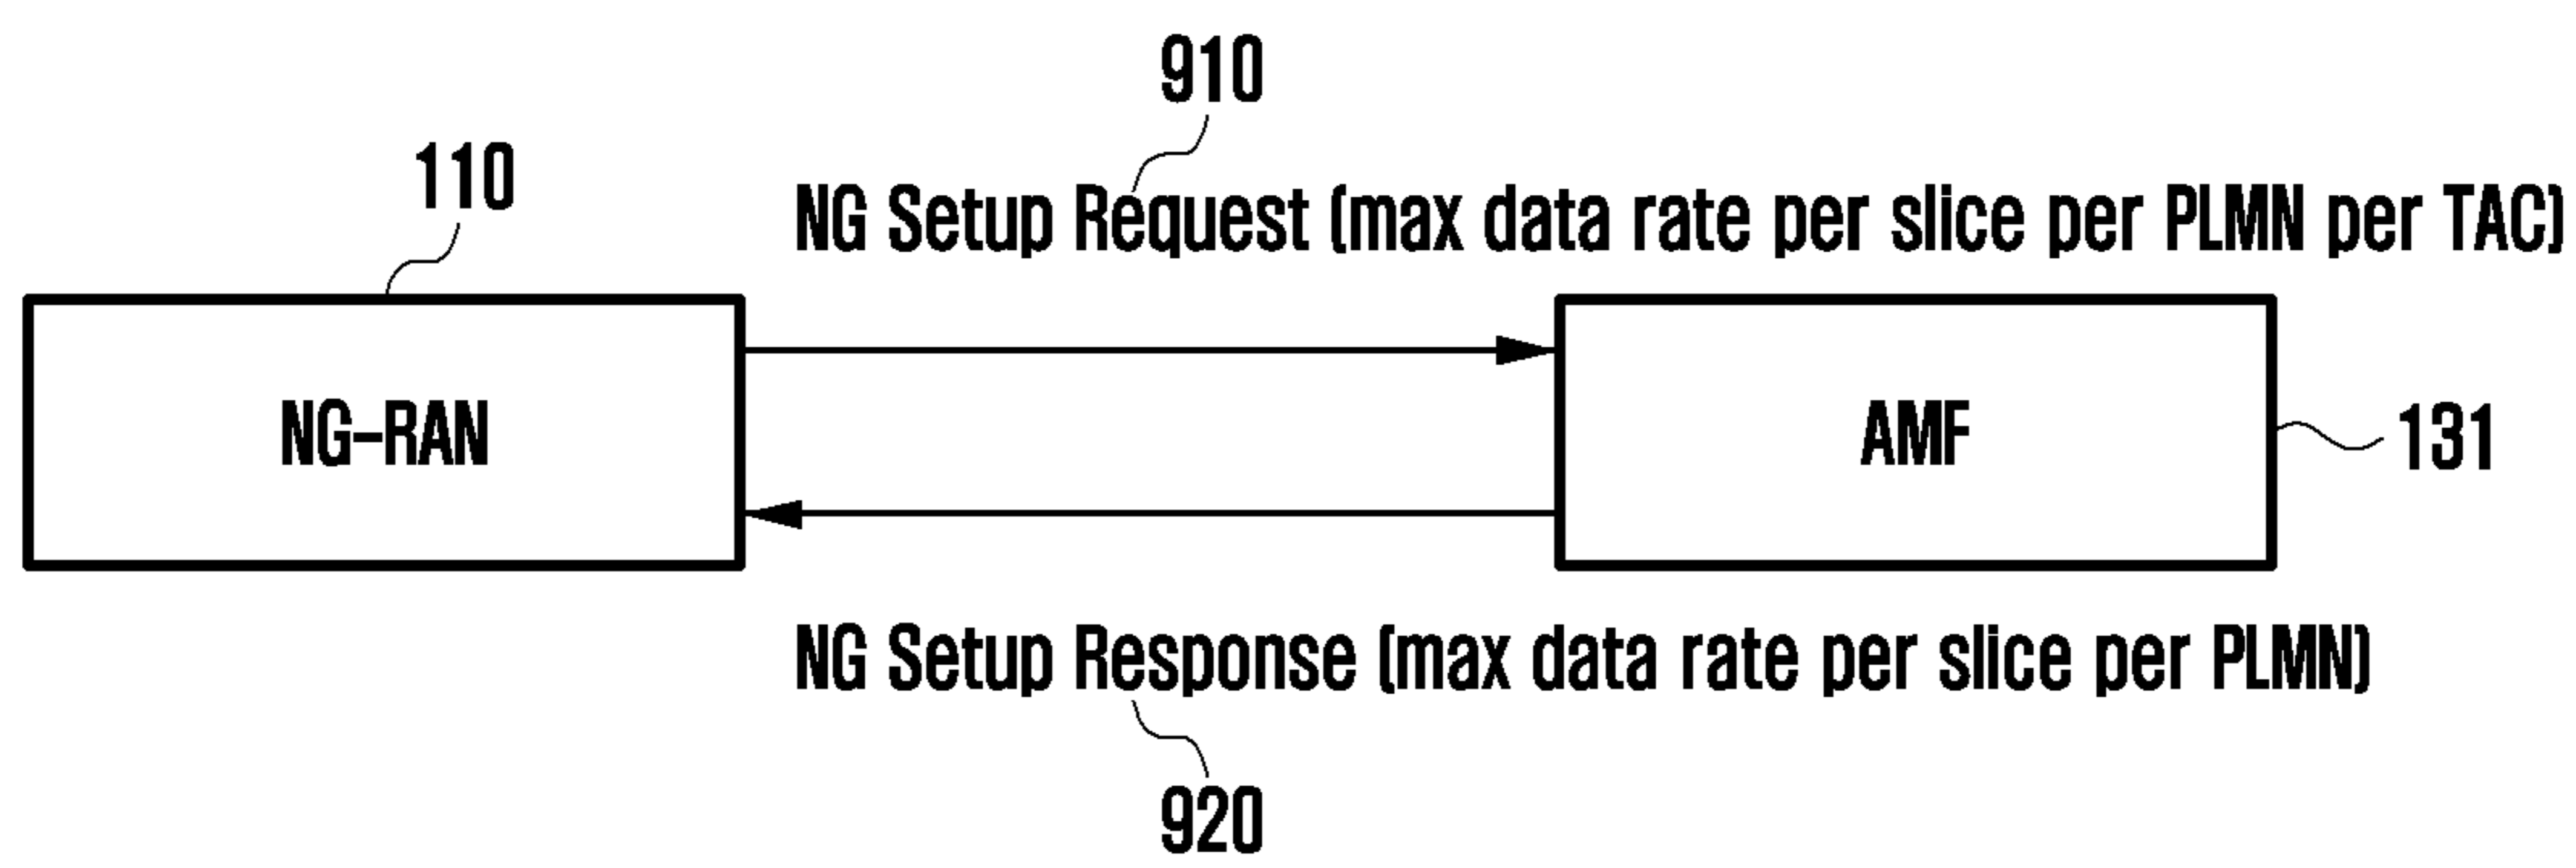 910
110
NG Setup Request (max data rate per slice per PLMN per TAC)
NG-RAN
AMF
131
NG Setup Response (max data rate per slice per PLMN)
920